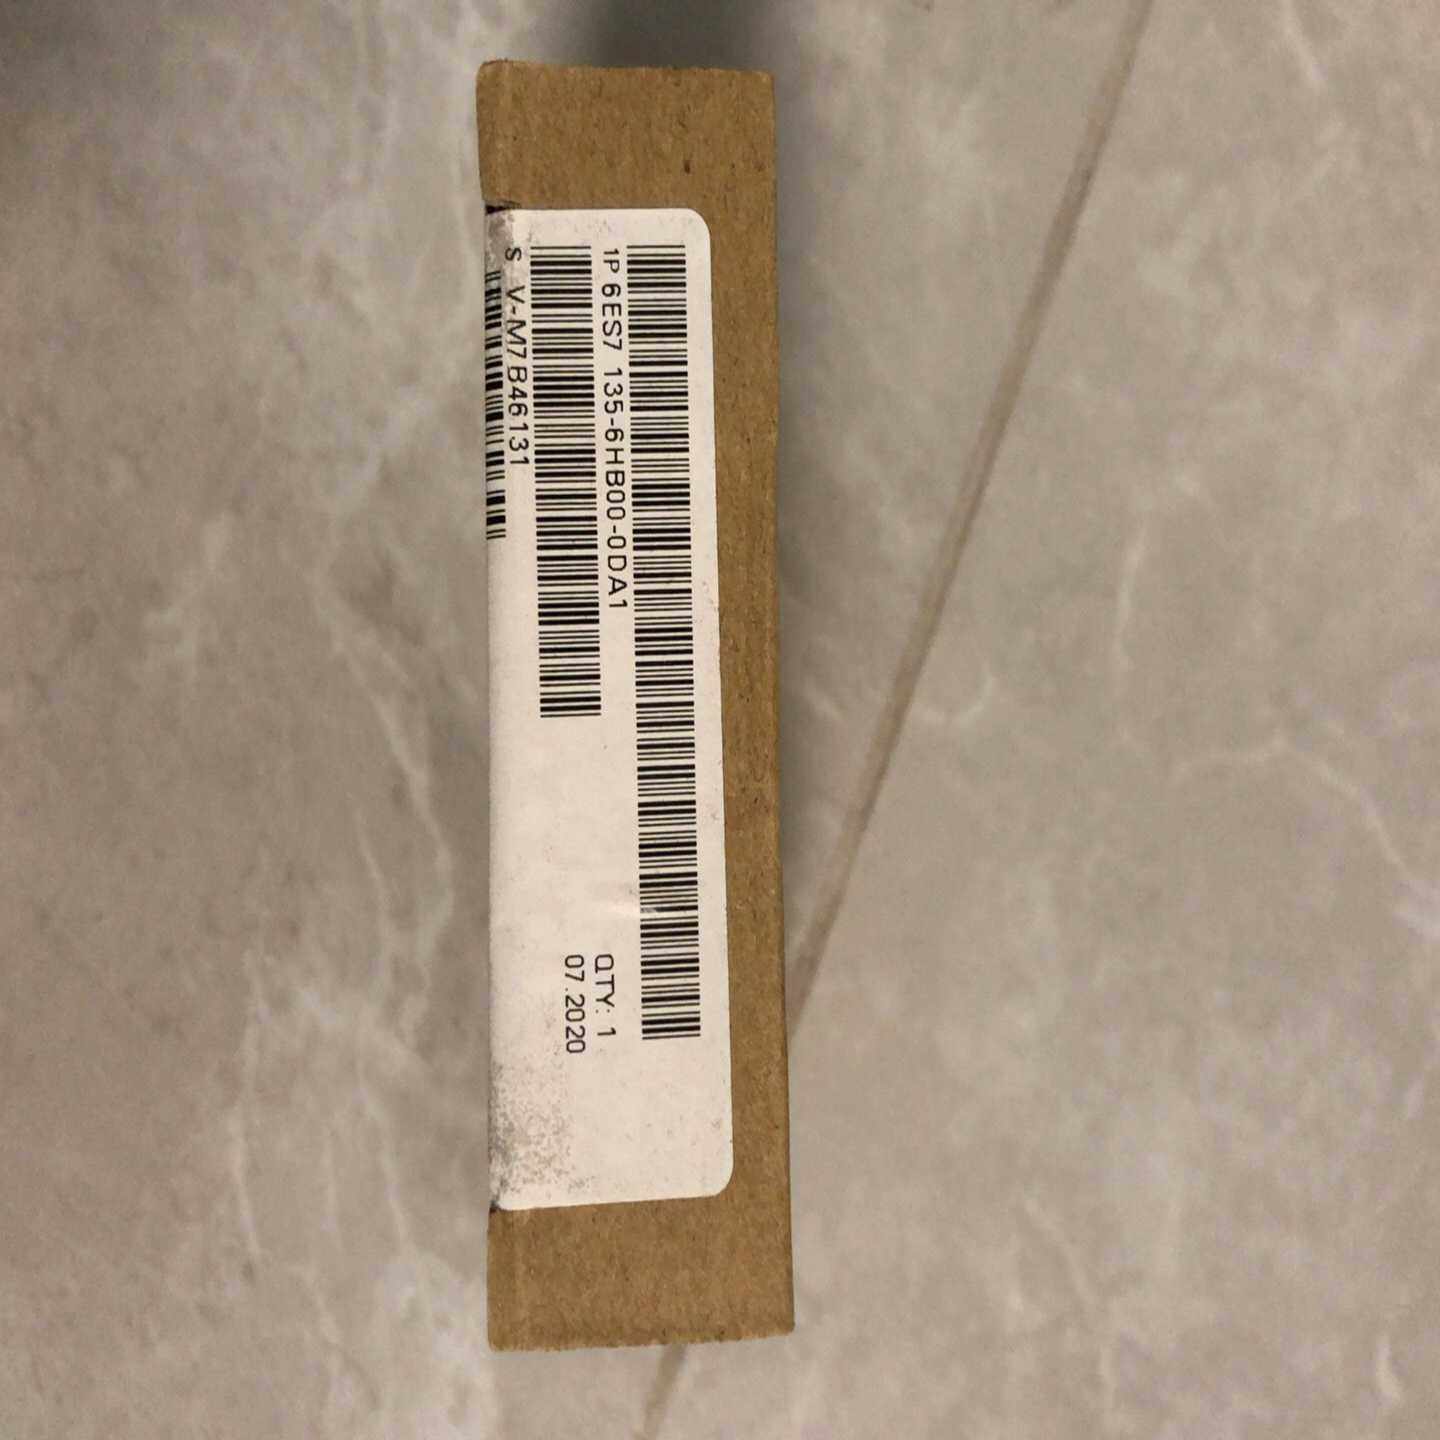 1P 6ES7 135-6HB00-0DA1
S V-M7B46131
QTY: 1
07.2020